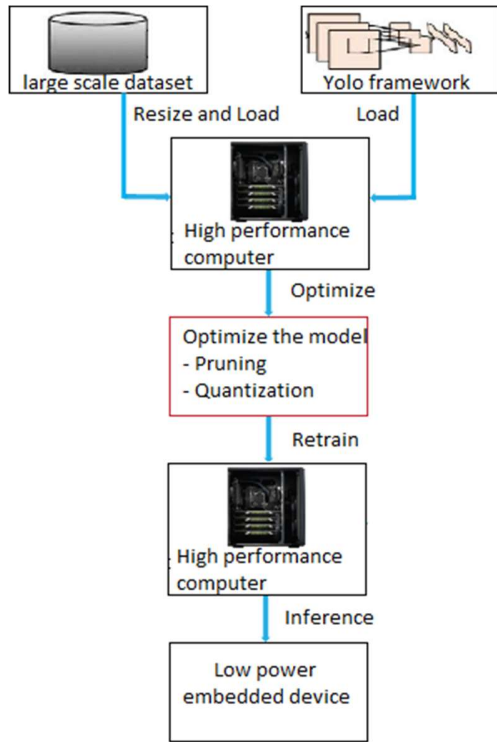 large scale dataset
Yolo framework
Resize and Load
Load
High performance
computer
Optimize
Optimize the model
- Pruning
- Quantization
Retrain
High performance
computer
Inference
Low power
embedded device